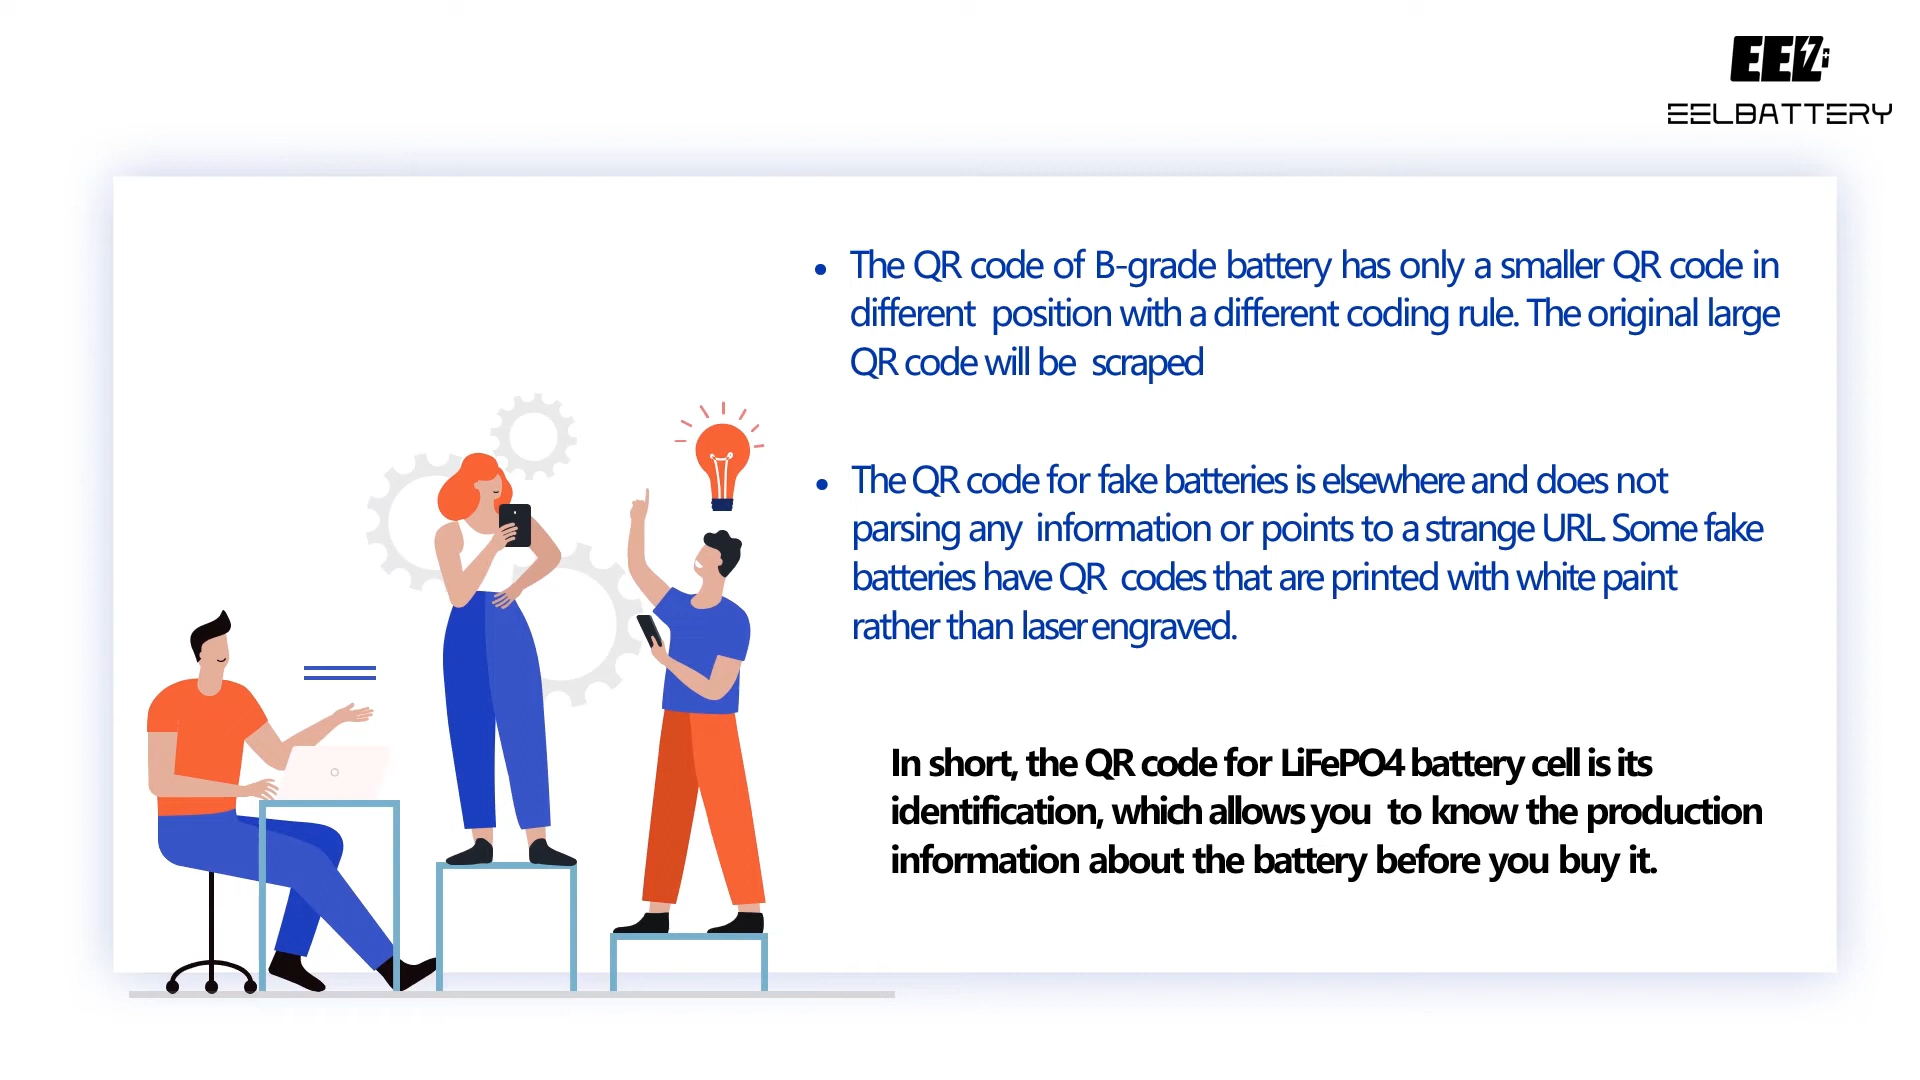 EEL
EELBATTERY
• The QR code of B-grade battery has only a smaller QR code in
different position with a different coding rule. The original large
QR code will be scraped
• The QR code for fake batteries is elsewhere and does not
parsing any information or points to a strange URL. Some fake
batteries have QR codes that are printed with white paint
rather than laser engraved.
In short, the QR code for LiFePO4 battery cell is its
identification, which allows you to know the production
information about the battery before you buy it.